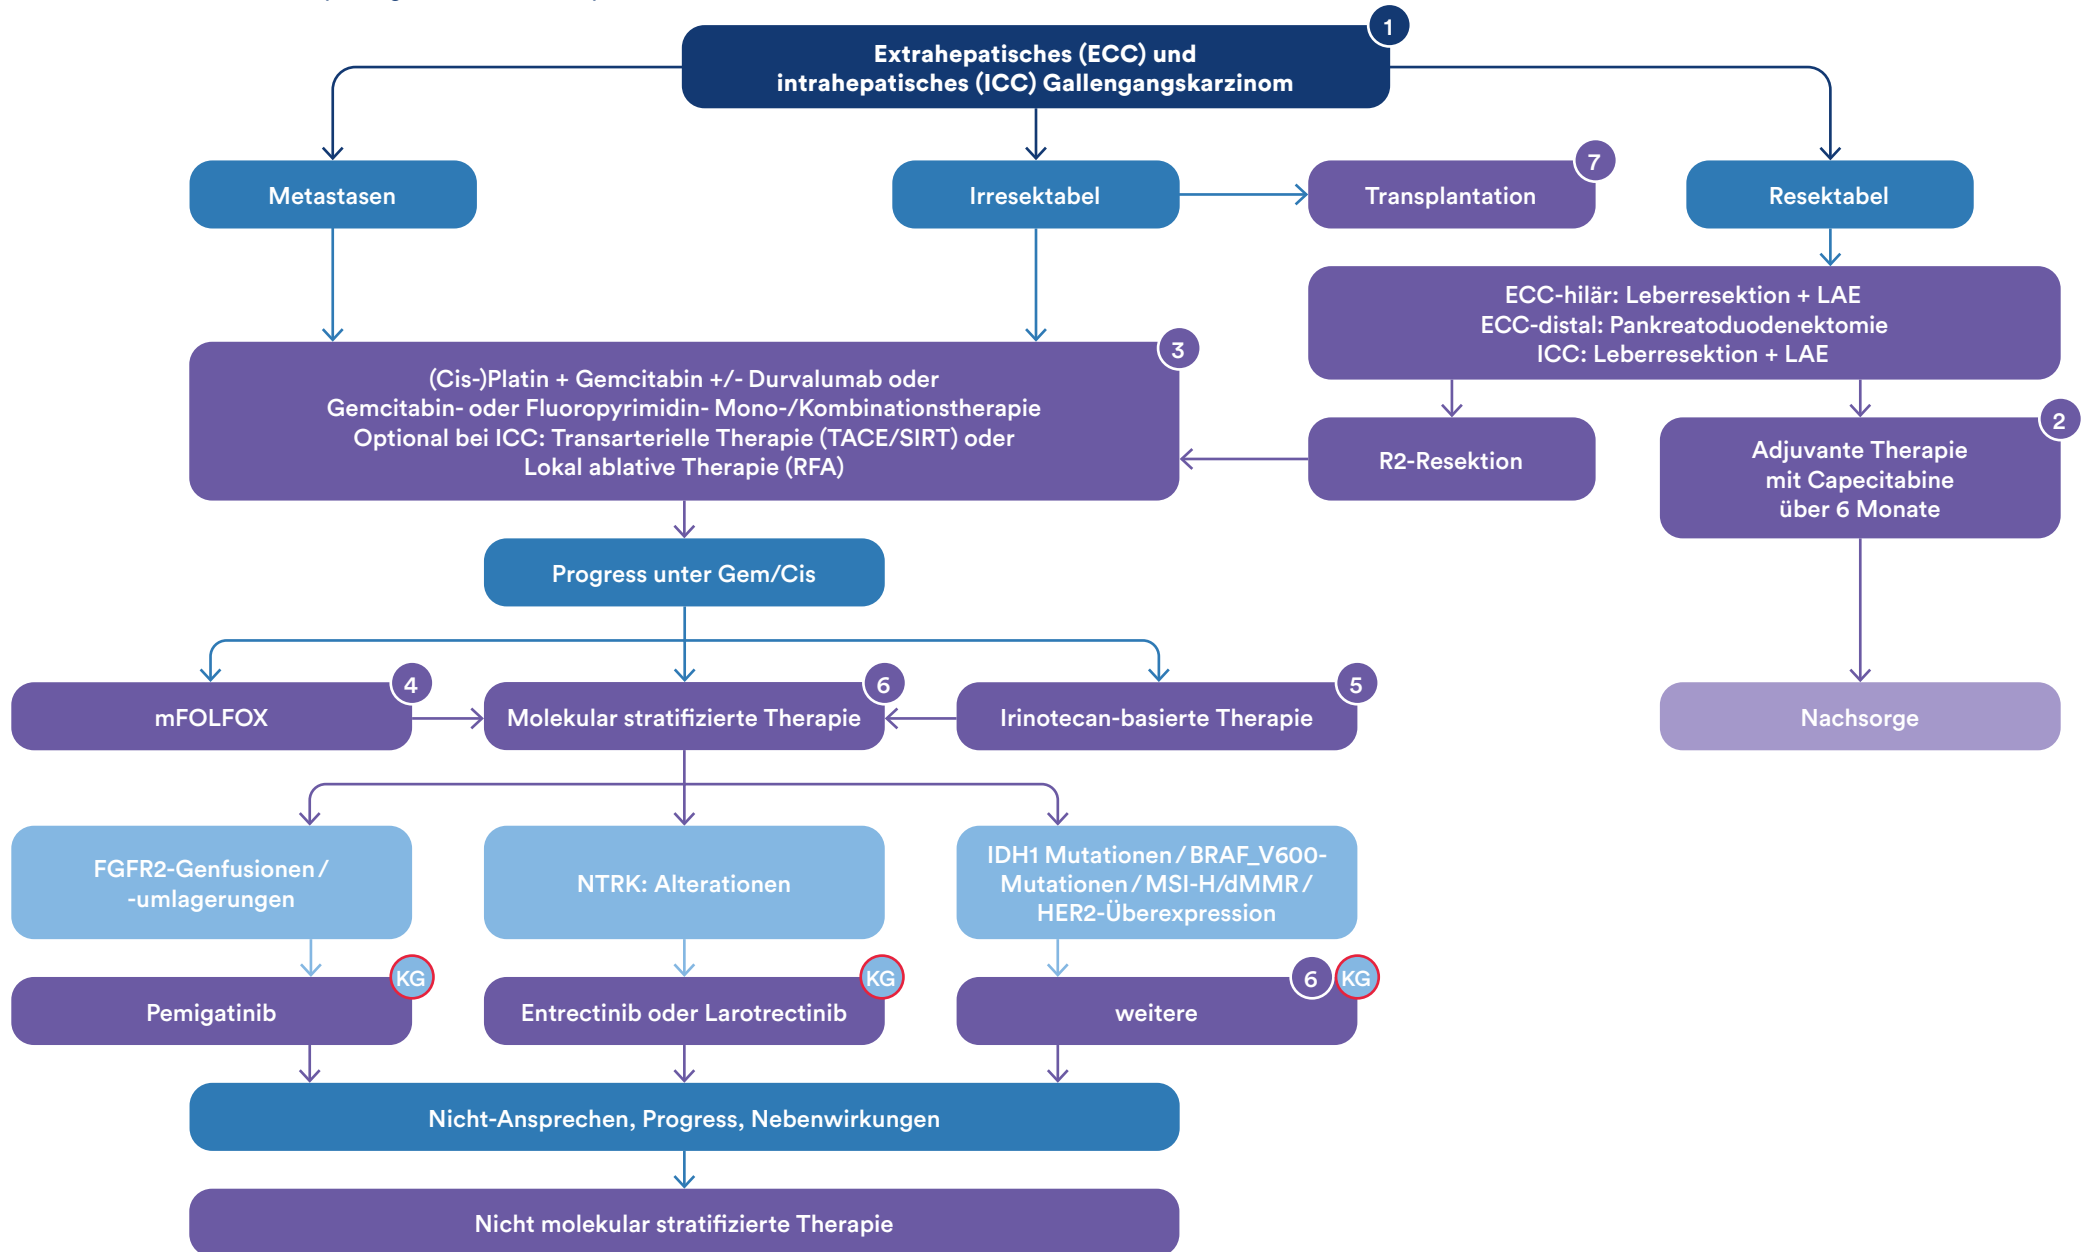 1
Extrahepatisches (ECC) und
intrahepatisches (ICC) Gallengangskarzinom
Metastasen
Irresektabel
7
Transplantation
Resektabel
ECC-hilär: Leberresektion + LAE
ECC-distal: Pankreatoduodenektomie
ICC: Leberresektion + LAE
3
(Cis-)Platin + Gemcitabin +/- Durvalumab oder
Gemcitabin- oder Fluoropyrimidin- Mono-/Kombinationstherapie
Optional bei ICC: Transarterielle Therapie (TACE/SIRT) oder
Lokal ablative Therapie (RFA)
R2-Resektion
2
Adjuvante Therapie
mit Capecitabine
über 6 Monate
Progress unter Gem/Cis
4
mFOLFOX
6
Molekular stratifizierte Therapie
5
Irinotecan-basierte Therapie
Nachsorge
FGFR2-Genfusionen /
-umlagerungen
NTRK: Alterationen
IDH1 Mutationen / BRAF_V600-
Mutationen / MSI-H/dMMR /
HER2-Überexpression
KG
Pemigatinib
KG
Entrectinib oder Larotrectinib
6
KG
weitere
Nicht-Ansprechen, Progress, Nebenwirkungen
Nicht molekular stratifizierte Therapie